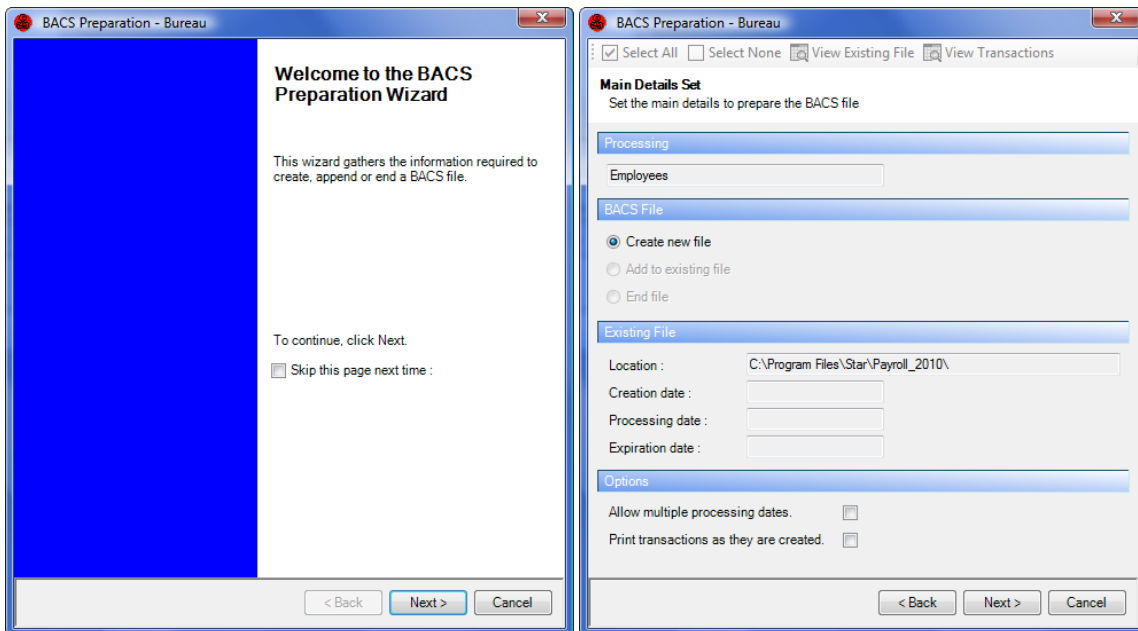 BACS Preparation - Bureau
Welcome to the BACS
Preparation Wizard
This wizard gathers the information required to
create, append or end a BACS file.
To continue, click Next.
Skip this page next time :
< Back Next > Cancel
BACS Preparation - Bureau
Select All Select None View Existing File View Transactions
Main Details Set
Set the main details to prepare the BACS file
Processing
Employees
BACS File
Create new file
Add to existing file
End file
Existing File
Location : C:\Program Files\Star\Payroll_2010\
Creation date :
Processing date :
Expiration date :
Options
Allow multiple processing dates.
Print transactions as they are created.
< Back Next > Cancel